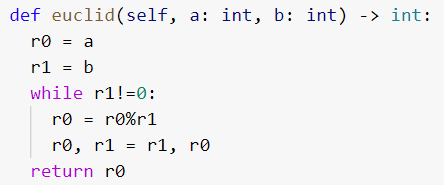 def euclid(self, a: int, b: int) -> int:
  r0 = a
  r1 = b
  while r1!=0:
    r0 = r0%r1
    r0, r1 = r1, r0
  return r0